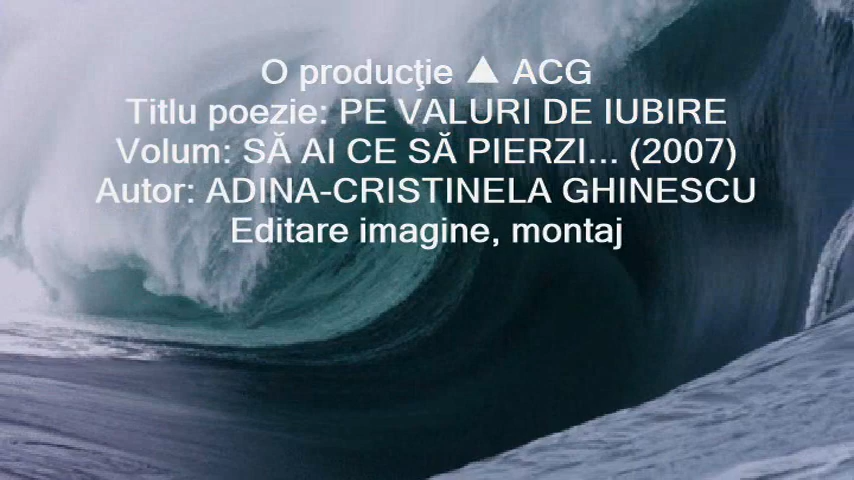 O producţie ▲ ACG
Titlu poezie: PE VALURI DE IUBIRE
Volum: SĂ AI CE SĂ PIERZI... (2007)
Autor: ADINA-CRISTINELA GHINESCU
Editare imagine, montaj